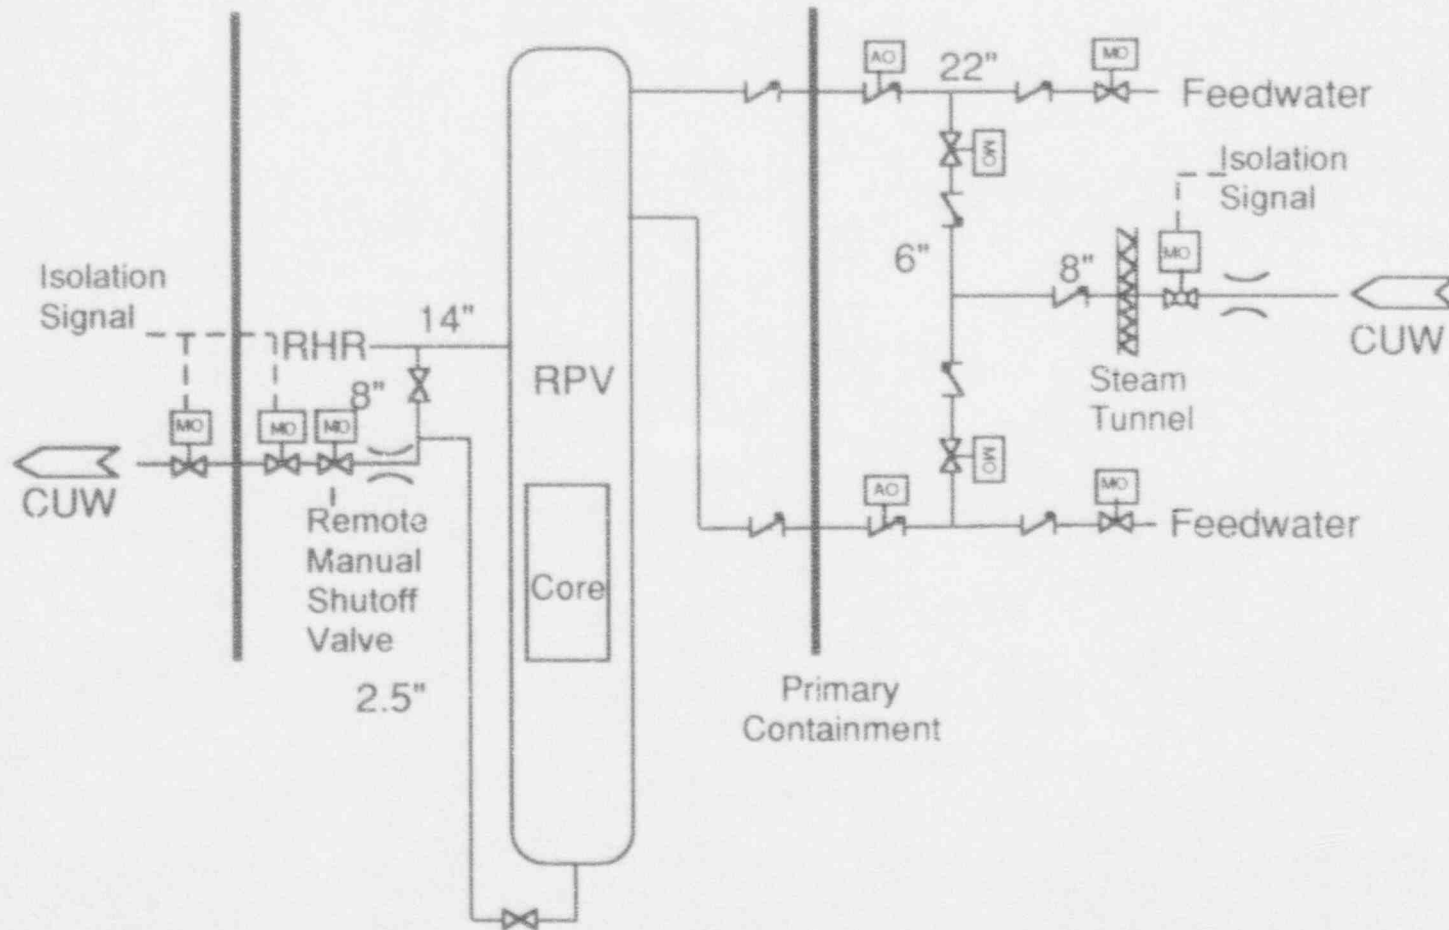 AO
22"
MO
Feedwater
MO
Isolation
Signal
Isolation
Signal
6"
8"
MO
14"
RHR
RPV
CUW
8"
Steam
Tunnel
MO
MO
MO
MO
AO
MO
CUW
Feedwater
Remote
Manual
Shutoff
Valve
Core
2.5"
Primary
Containment